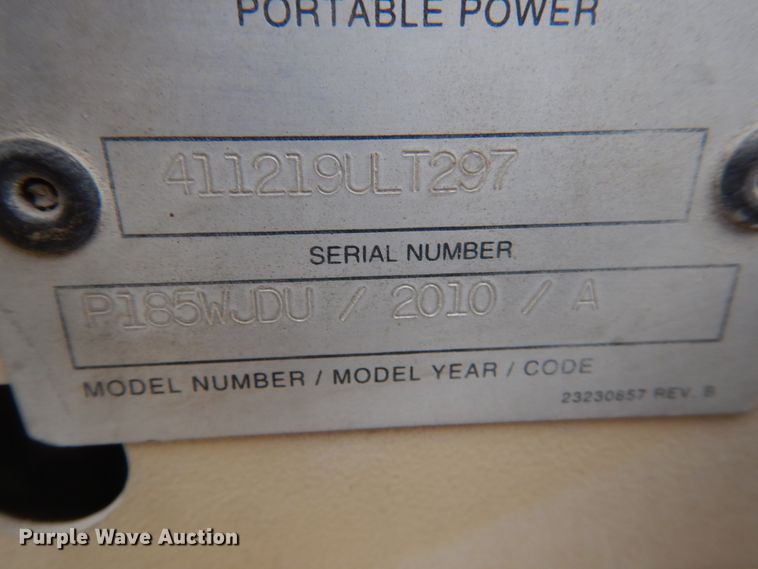 PORTABLE POWER
411219ULT297
SERIAL NUMBER
P185WJDU / 2010 / A
MODEL NUMBER / MODEL YEAR / CODE
23230857 REV. B
Purple Wave Auction